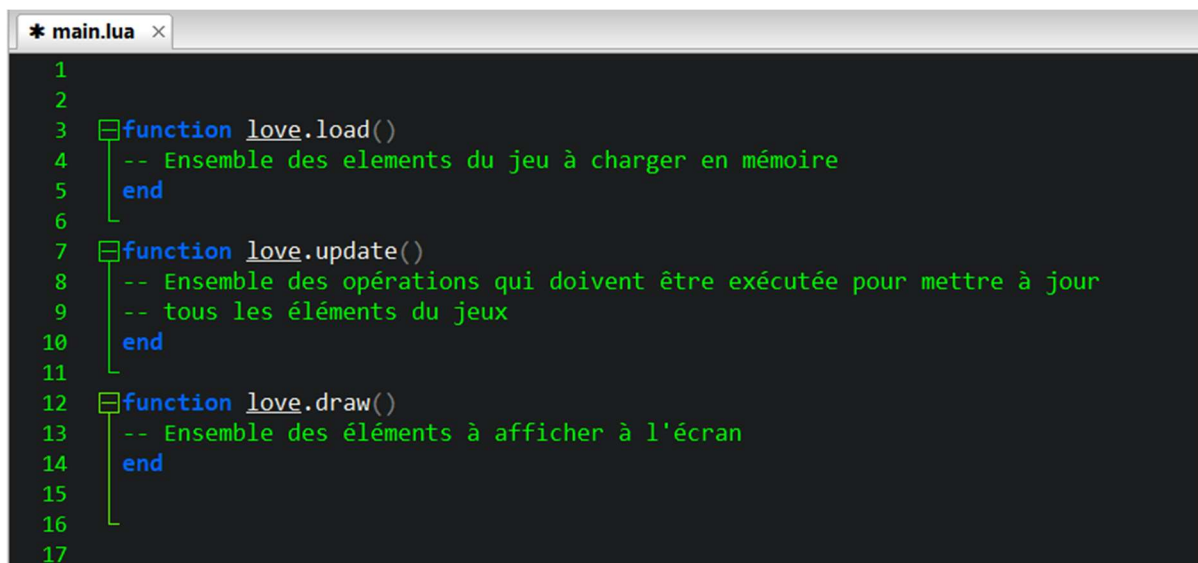 ✱ main.lua ×
1
2
3 function love.load()
4 -- Ensemble des elements du jeu à charger en mémoire
5 end
6
7 function love.update()
8 -- Ensemble des opérations qui doivent être exécutée pour mettre à jour
9 -- tous les éléments du jeux
10 end
11
12 function love.draw()
13 -- Ensemble des éléments à afficher à l'écran
14 end
15
16
17